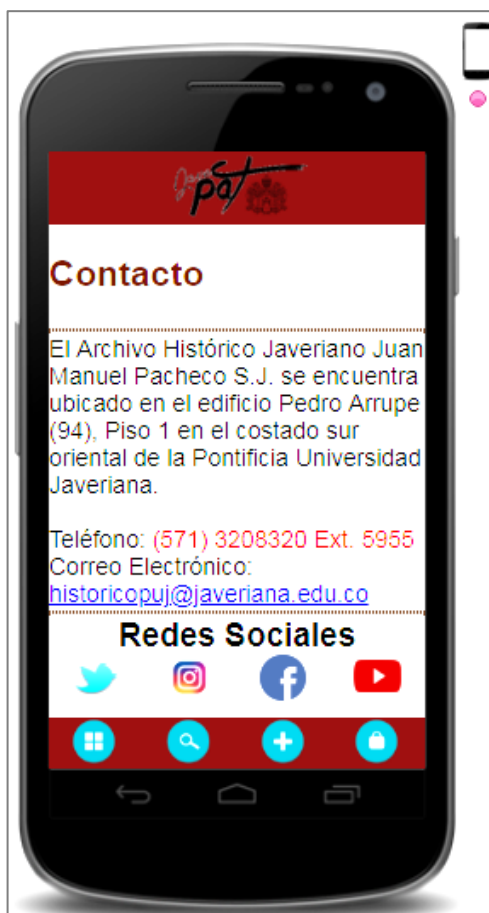 pat
Contacto
El Archivo Histórico Javeriano Juan
Manuel Pacheco S.J. se encuentra
ubicado en el edificio Pedro Arrupe
(94), Piso 1 en el costado sur
oriental de la Pontificia Universidad
Javeriana.
Teléfono: (571) 3208320 Ext. 5955
Correo Electrónico:
historicopuj@javeriana.edu.co
Redes Sociales